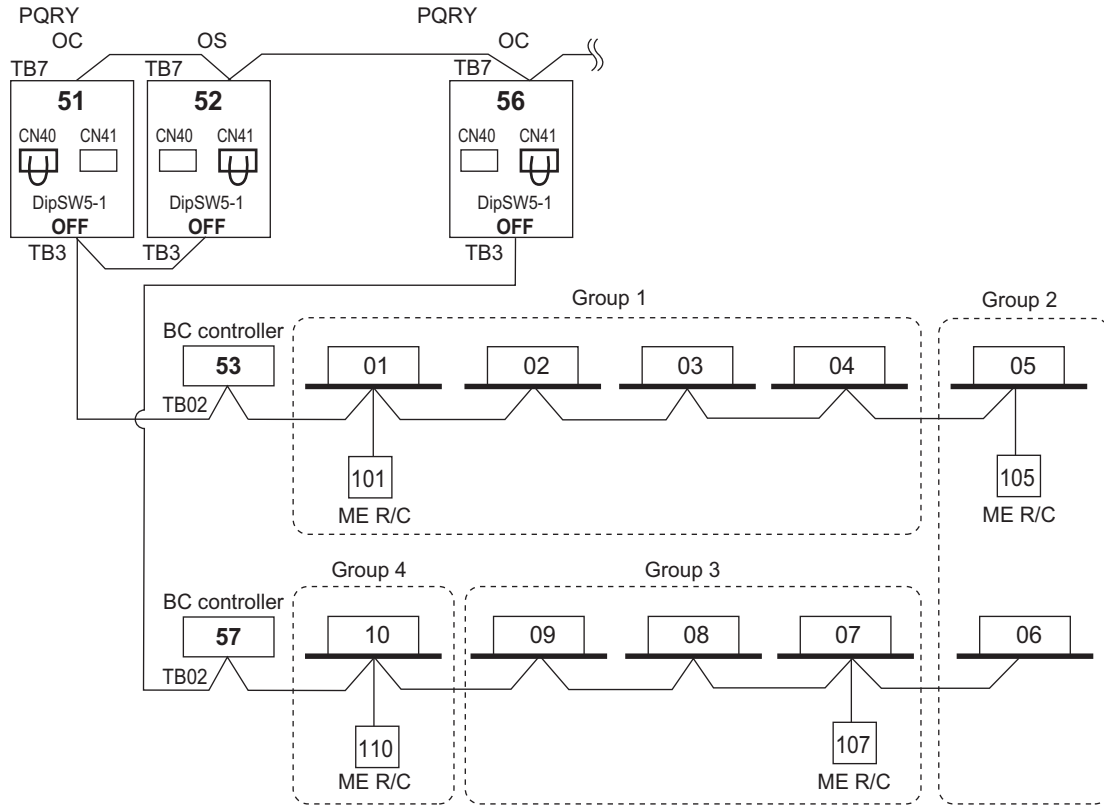 PQRY PQRY
OC OS OC
TB7 TB7 TB7
51 52 56
CN40 CN41 CN40 CN41 CN40 CN41
DipSW5-1 DipSW5-1 DipSW5-1
OFF OFF OFF
TB3 TB3 TB3
Group 1 Group 2
BC controller
53 01 02 03 04 05
TB02
101 105
ME R/C ME R/C
Group 4 Group 3
BC controller
57 10 09 08 07 06
TB02
110 107
ME R/C ME R/C